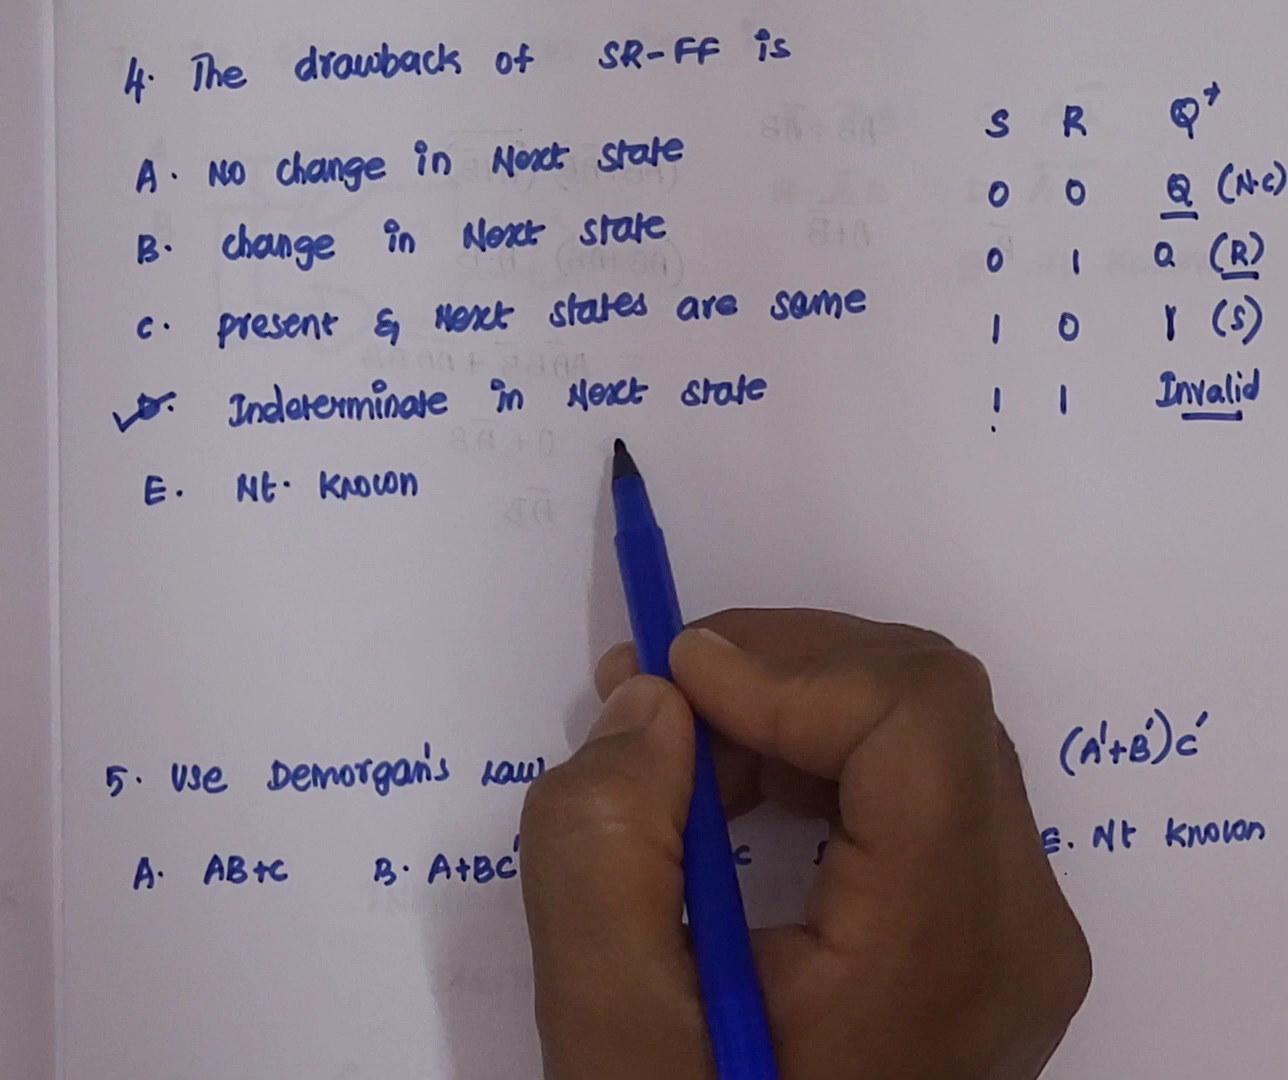 4. The drawback of SR-FF is
A. No change in Next state
B. change in Next state
C. present & Next states are same
D. Indeterminate in Next state
E. Nt. Known
S R Q+
0 0 Q (N.C)
0 1 0 (R)
1 0 1 (S)
1 1 Invalid
5. Use Demorgan's Law (A'+B')C'
A. AB+C B. A+BC' C E. Nt Known